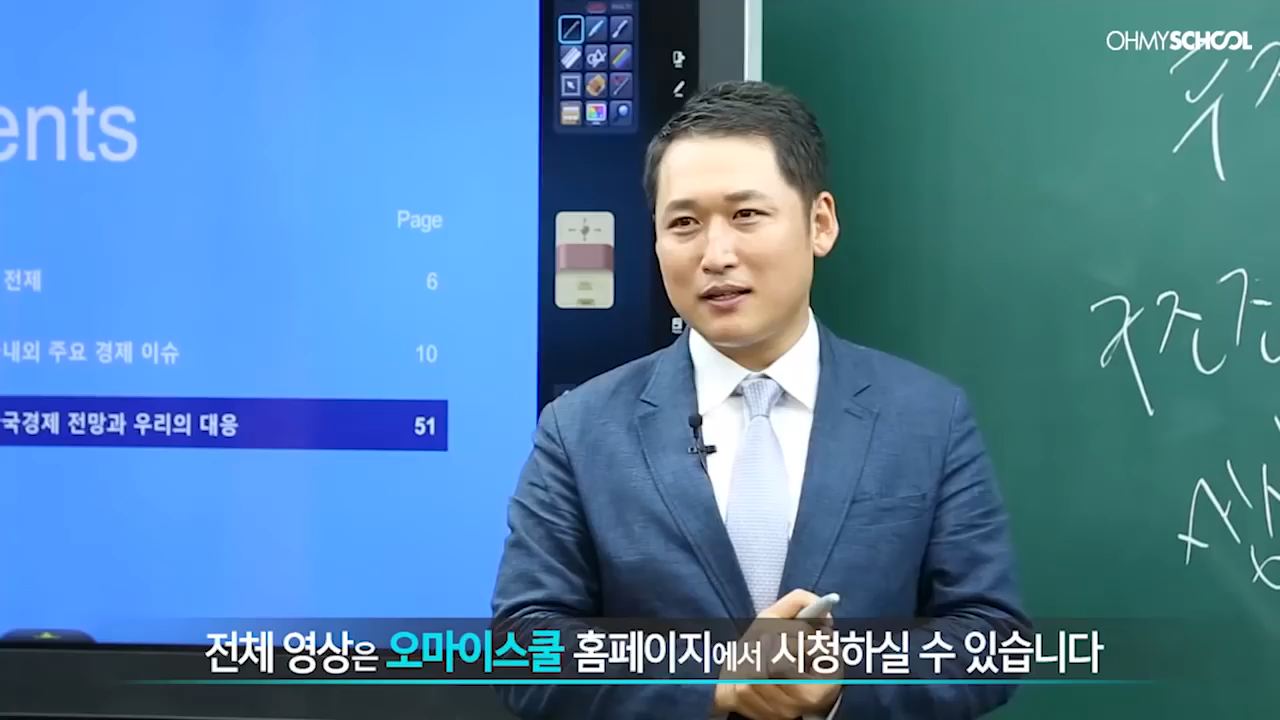 OHMYSCHOOL
ents
Page
전제 6
내외 주요 경제 이슈 10
국경제 전망과 우리의 대응 51
전체 영상은 오마이스쿨 홈페이지에서 시청하실 수 있습니다